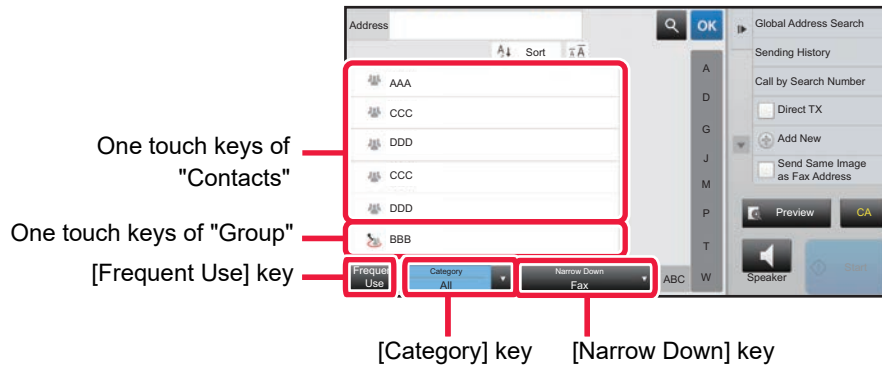 Address
OK
Sort
AAA
CCC
DDD
CCC
DDD
BBB
Frequen
Use
Category
All
Narrow Down
Fax
ABC
A
D
G
J
M
P
T
W
Global Address Search
Sending History
Call by Search Number
Direct TX
Add New
Send Same Image
as Fax Address
Preview
CA
Speaker
Start
One touch keys of
"Contacts"
One touch keys of "Group"
[Frequent Use] key
[Category] key
[Narrow Down] key